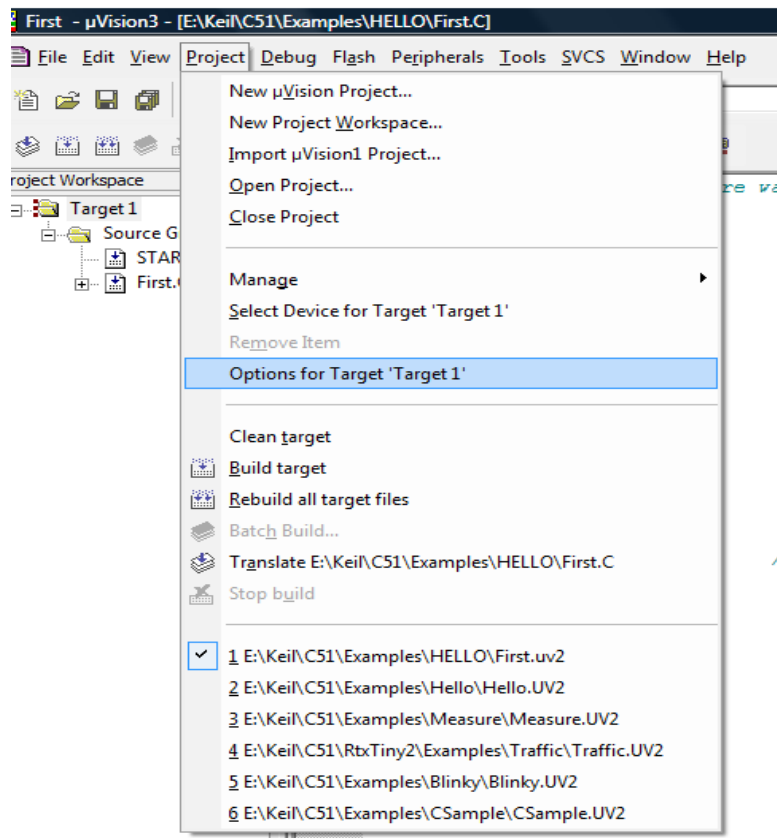 First - µVision3 - [E:\Keil\C51\Examples\HELLO\First.C]
File Edit View Project Debug Flash Peripherals Tools SVCS Window Help
New µVision Project...
New Project Workspace...
Import µVision1 Project...
Open Project...
Close Project
Manage
Select Device for Target 'Target 1'
Remove Item
Options for Target 'Target 1'
Clean target
Build target
Rebuild all target files
Batch Build...
Translate E:\Keil\C51\Examples\HELLO\First.C
Stop build
1 E:\Keil\C51\Examples\HELLO\First.uv2
2 E:\Keil\C51\Examples\Hello\Hello.UV2
3 E:\Keil\C51\Examples\Measure\Measure.UV2
4 E:\Keil\C51\RtxTiny2\Examples\Traffic\Traffic.UV2
5 E:\Keil\C51\Examples\Blinky\Blinky.UV2
6 E:\Keil\C51\Examples\CSample\CSample.UV2
roject Workspace
Target 1
Source G
STAR
First.
re wa